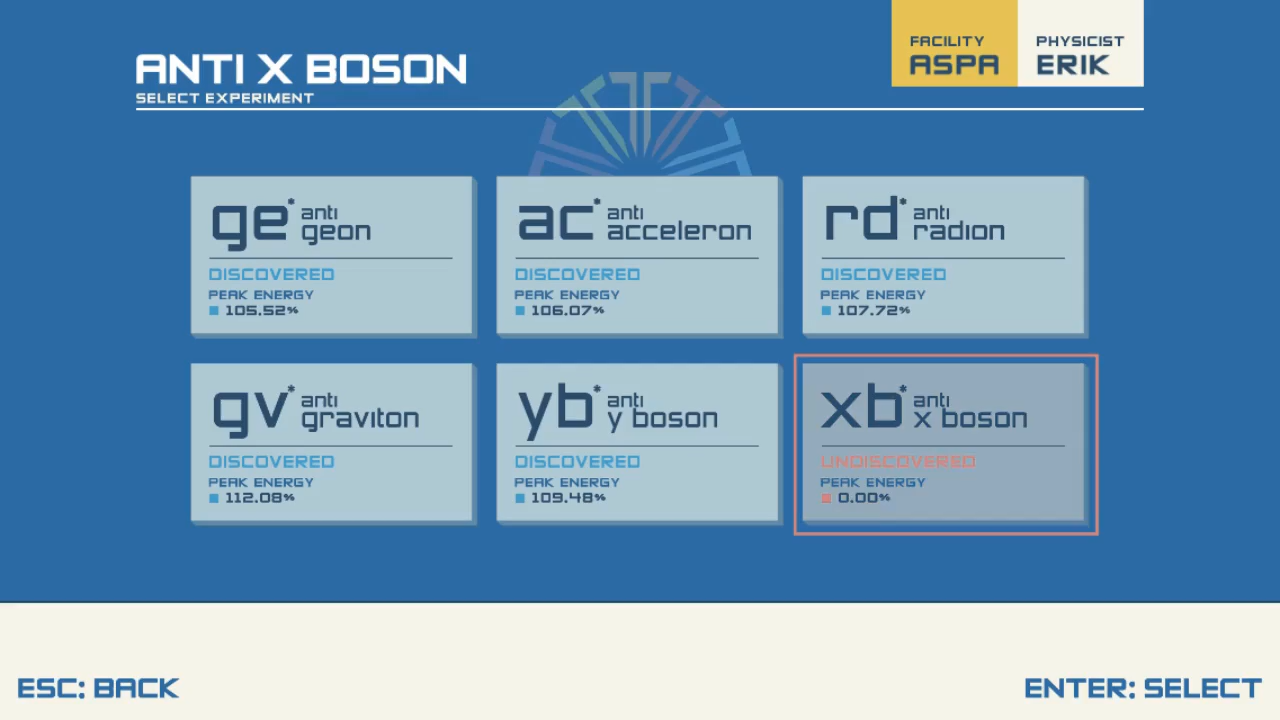 ANTI X BOSON
SELECT EXPERIMENT
FACILITY
ASPA
PHYSICIST
ERIK
ge* anti geon
DISCOVERED
PEAK ENERGY
105.52%
ac* anti acceleron
DISCOVERED
PEAK ENERGY
106.07%
rd* anti radion
DISCOVERED
PEAK ENERGY
107.72%
gv* anti graviton
DISCOVERED
PEAK ENERGY
112.08%
yb* anti y boson
DISCOVERED
PEAK ENERGY
109.48%
xb* anti x boson
UNDISCOVERED
PEAK ENERGY
0.00%
ESC: BACK
ENTER: SELECT